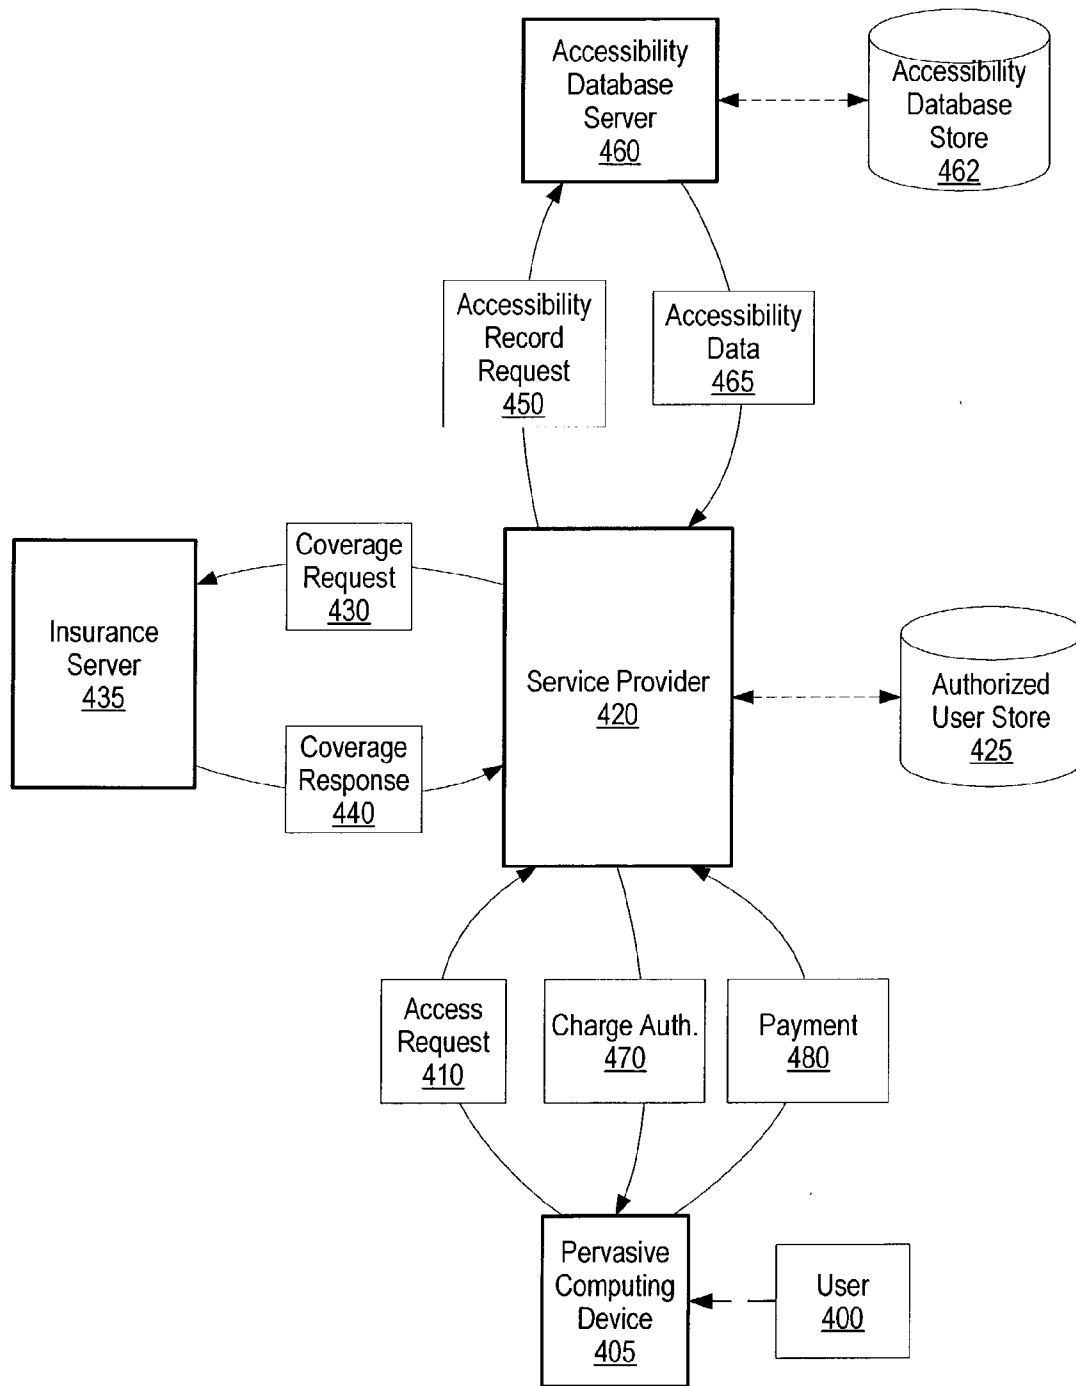 Accessibility
Database
Server
460
Accessibility
Database
Store
462
Accessibility
Record
Request
450
Accessibility
Data
465
Coverage
Request
430
Insurance
Server
435
Service Provider
420
Authorized
User Store
425
Coverage
Response
440
Access
Request
410
Charge Auth.
470
Payment
480
Pervasive
Computing
Device
405
User
400